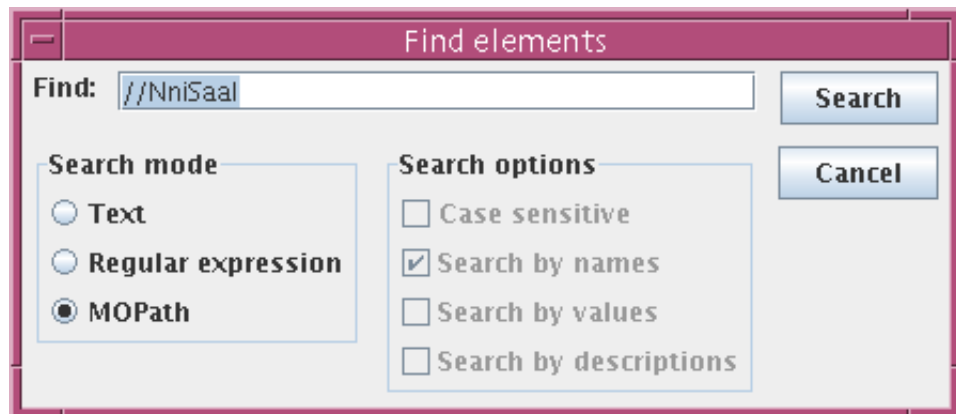 Find elements
Find: //NniSaal
Search
Cancel
Search mode
Text
Regular expression
MOPath
Search options
Case sensitive
Search by names
Search by values
Search by descriptions